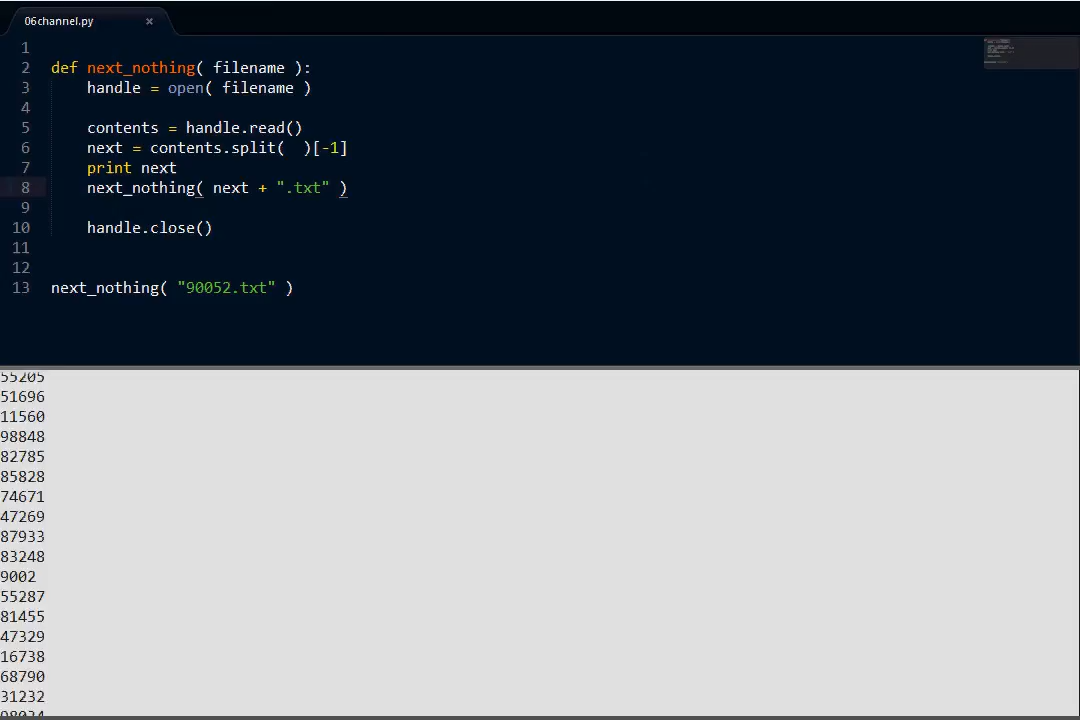 06channel.py ×
1
2 def next_nothing( filename ):
3 handle = open( filename )
4
5 contents = handle.read()
6 next = contents.split(  )[-1]
7 print next
8 next_nothing( next + ".txt" )
9
10 handle.close()
11
12
13 next_nothing( "90052.txt" )
55205
51696
11560
98848
82785
85828
74671
47269
87933
83248
9002
55287
81455
47329
16738
68790
31232